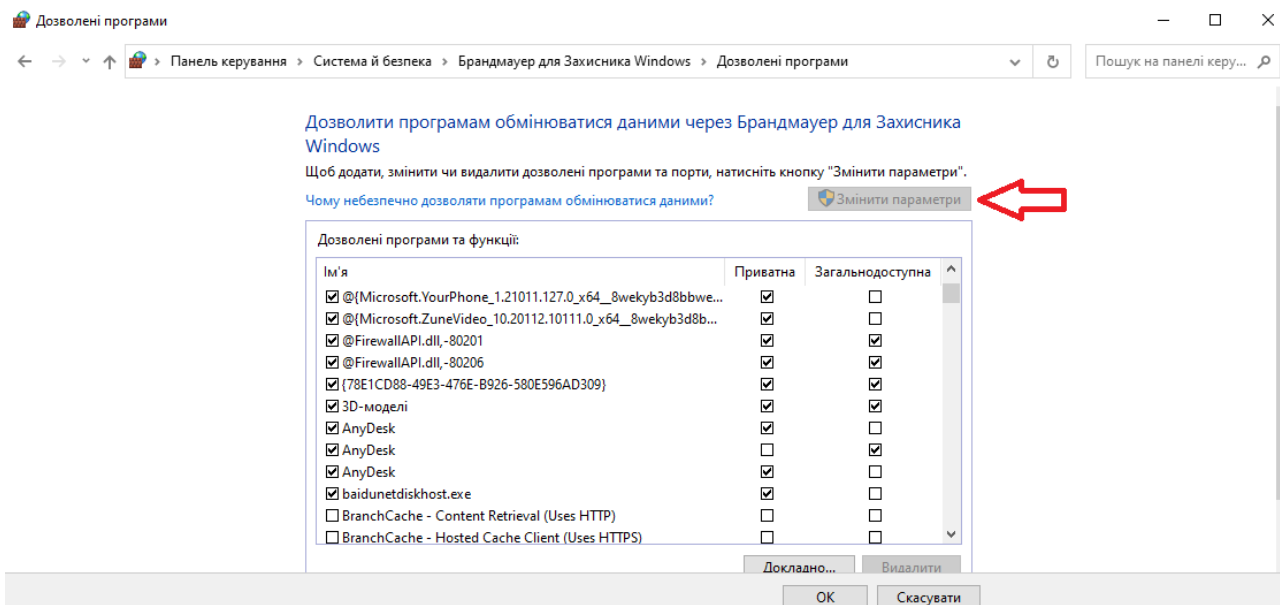 Дозволені програми
Панель керування › Система й безпека › Брандмауер для Захисника Windows › Дозволені програми
Пошук на панелі керу...
Дозволити програмам обмінюватися даними через Брандмауер для Захисника
Windows
Щоб додати, змінити чи видалити дозволені програми та порти, натисніть кнопку "Змінити параметри".
Чому небезпечно дозволяти програмам обмінюватися даними?
Змінити параметри
Дозволені програми та функції:
Ім'я Приватна Загальнодоступна
@{Microsoft.YourPhone_1.21011.127.0_x64__8wekyb3d8bbwe...
@{Microsoft.ZuneVideo_10.20112.10111.0_x64__8wekyb3d8b...
@FirewallAPI.dll,-80201
@FirewallAPI.dll,-80206
{78E1CD88-49E3-476E-B926-580E596AD309}
3D-моделі
AnyDesk
AnyDesk
AnyDesk
baidunetdiskhost.exe
BranchCache - Content Retrieval (Uses HTTP)
BranchCache - Hosted Cache Client (Uses HTTPS)
Докладно... Видалити
OK Скасувати